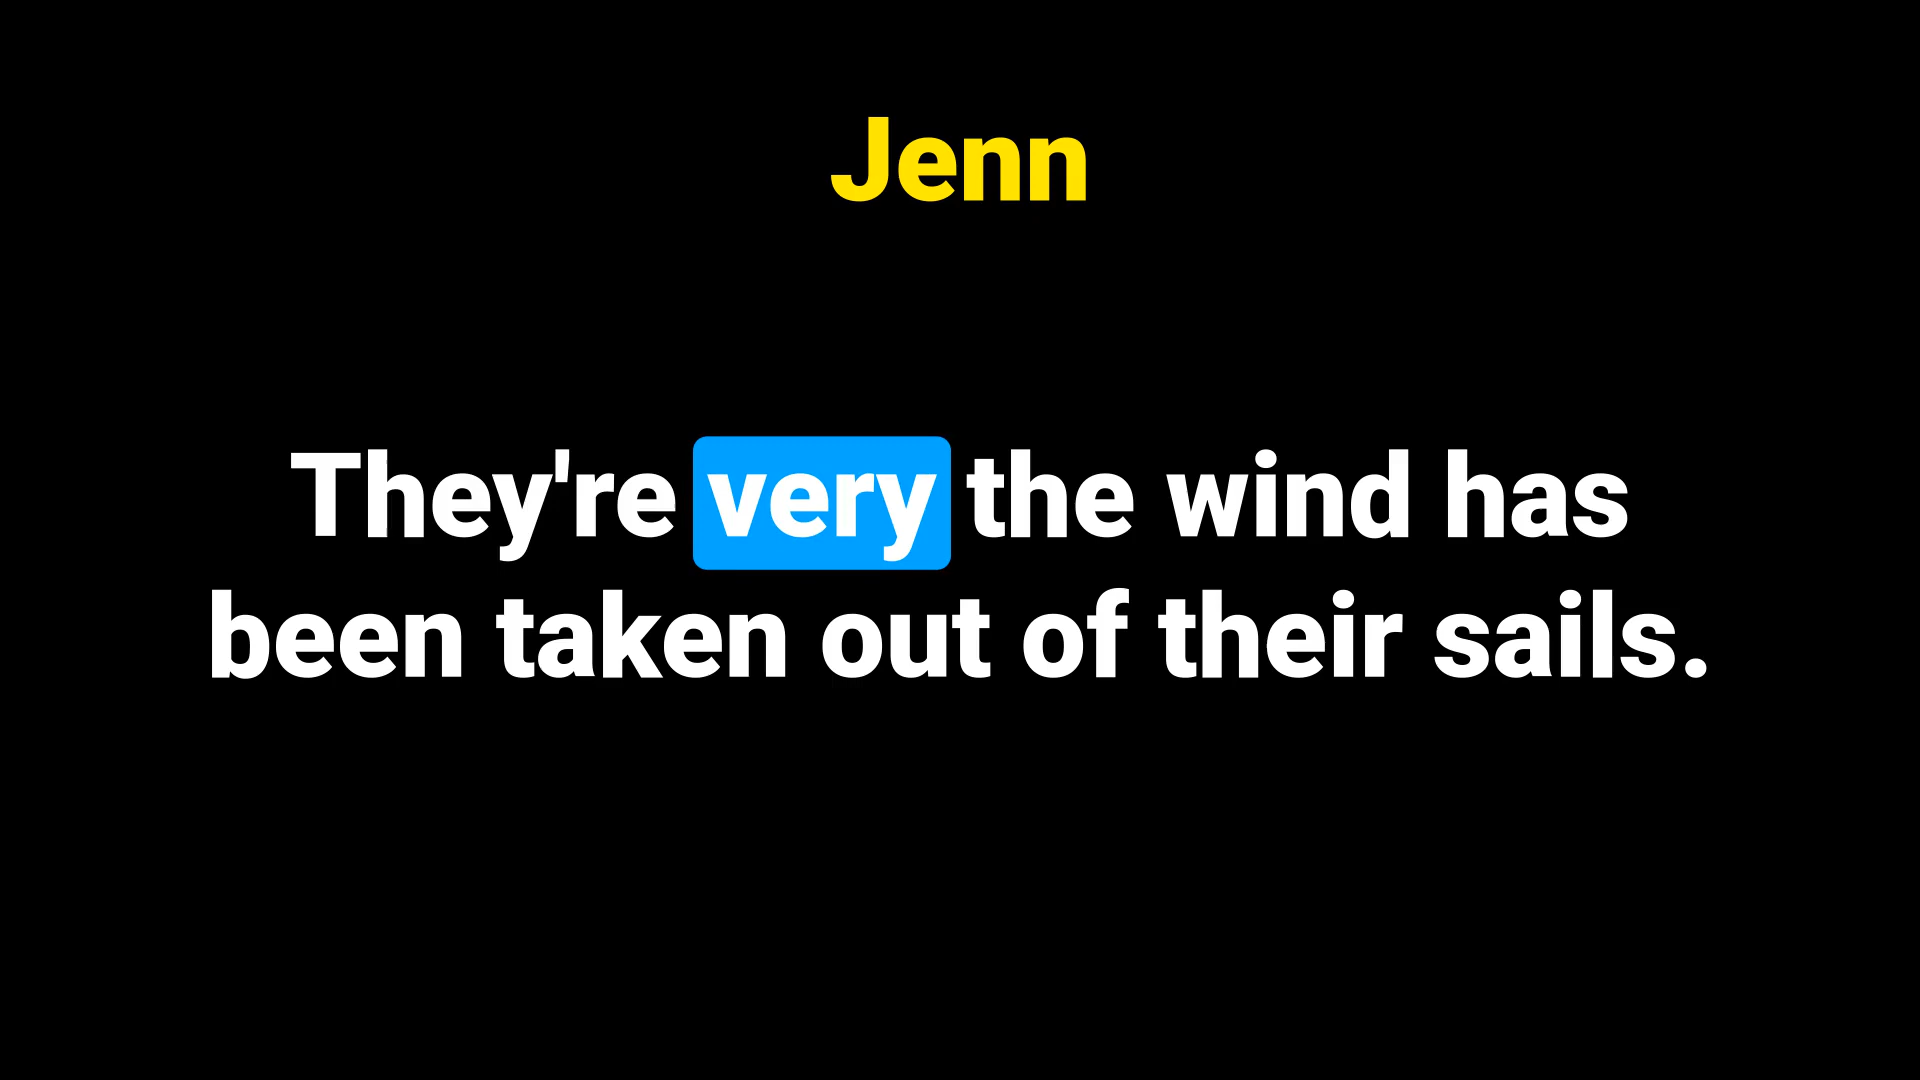 Jenn
They're very the wind has
been taken out of their sails.